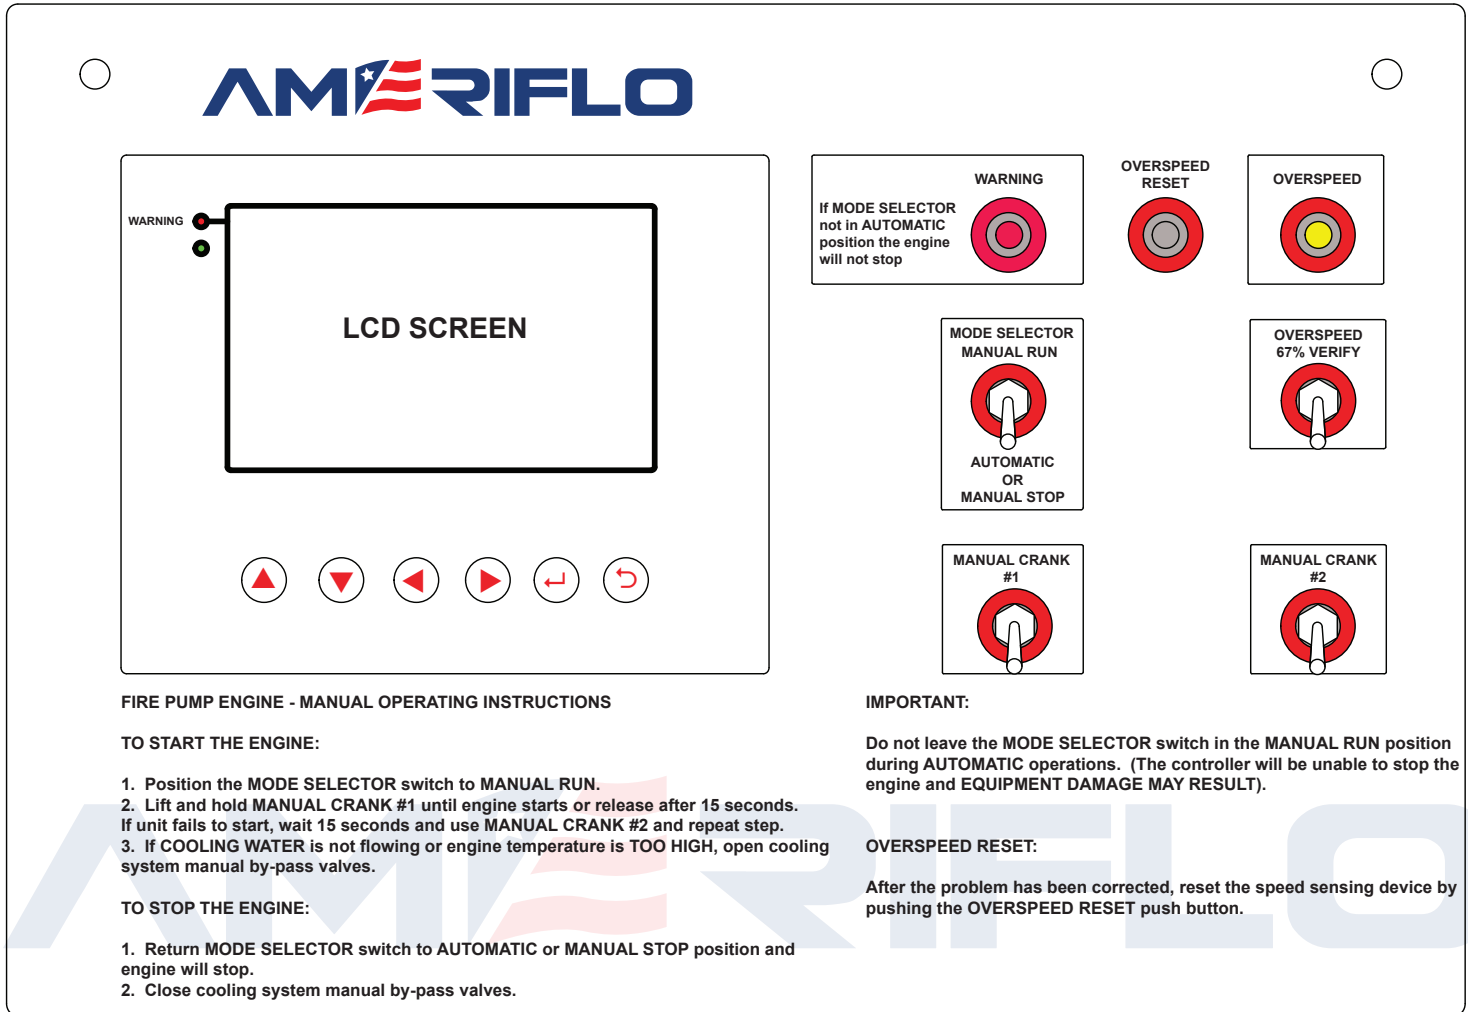 AMERIFLO
WARNING
LCD SCREEN
WARNING
If MODE SELECTOR
not in AUTOMATIC
position the engine
will not stop
OVERSPEED
RESET
OVERSPEED
MODE SELECTOR
MANUAL RUN
AUTOMATIC
OR
MANUAL STOP
OVERSPEED
67% VERIFY
MANUAL CRANK
#1
MANUAL CRANK
#2
FIRE PUMP ENGINE - MANUAL OPERATING INSTRUCTIONS
TO START THE ENGINE:
1. Position the MODE SELECTOR switch to MANUAL RUN.
2. Lift and hold MANUAL CRANK #1 until engine starts or release after 15 seconds.
If unit fails to start, wait 15 seconds and use MANUAL CRANK #2 and repeat step.
3. If COOLING WATER is not flowing or engine temperature is TOO HIGH, open cooling
system manual by-pass valves.
TO STOP THE ENGINE:
1. Return MODE SELECTOR switch to AUTOMATIC or MANUAL STOP position and
engine will stop.
2. Close cooling system manual by-pass valves.
IMPORTANT:
Do not leave the MODE SELECTOR switch in the MANUAL RUN position
during AUTOMATIC operations. (The controller will be unable to stop the
engine and EQUIPMENT DAMAGE MAY RESULT).
OVERSPEED RESET:
After the problem has been corrected, reset the speed sensing device by
pushing the OVERSPEED RESET push button.
AMERIFLO